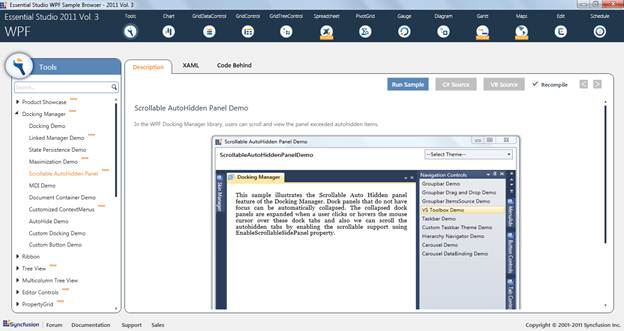 Essential Studio WPF Sample Browser - 2011 Vol. 3
Essential Studio 2011 Vol. 3
WPF
Tools Chart GridDataControl GridControl GridTreeControl Spreadsheet PivotGrid Gauge Diagram Gantt Maps Edit Schedule
Tools
Search...
Product Showcase
Docking Manager
Docking Demo
Linked Manager Demo
State Persistence Demo
Maximization Demo
Scrollable AutoHidden Panel
MDI Demo
Document Container Demo
Customized ContextMenus
AutoHide Demo
Custom Docking Demo
Custom Button Demo
Ribbon
Tree View
Multicolumn Tree View
Editor Controls
PropertyGrid
Description XAML Code Behind
Run Sample C# Source VB Source Recompile
Scrollable AutoHidden Panel Demo
In the WPF Docking Manager library, users can scroll and view the panel exceeded autohidden items.
Scrollable AutoHidden Panel Demo
ScrollableAutoHiddenPanelDemo
--Select Theme--
Skin Manager
Docking Manager
This sample illustrates the Scrollable Auto Hidden panel
feature of the Docking Manager. Dock panels that do not have
focus can be automatically collapsed. The collapsed dock
panels are expanded when a user clicks or hovers the mouse
cursor over these dock tabs and also we can scroll the
autohidden tabs by enabling the scrollable support using
EnableScrollableSidePanel property.
Navigation Controls
Groupbar Demo
Groupbar Drag and Drop Demo
Groupbar ItemsSource Demo
VS Toolbox Demo
Taskbar Demo
Custom Taskbar Theme Demo
Hierarchy Navigator Demo
Carousel Demo
Carousel DataBinding Demo
Button Controls
Tab Cont
Syncfusion | Forum Documentation Support Sales
Copyright © 2001-2011 Syncfusion Inc.